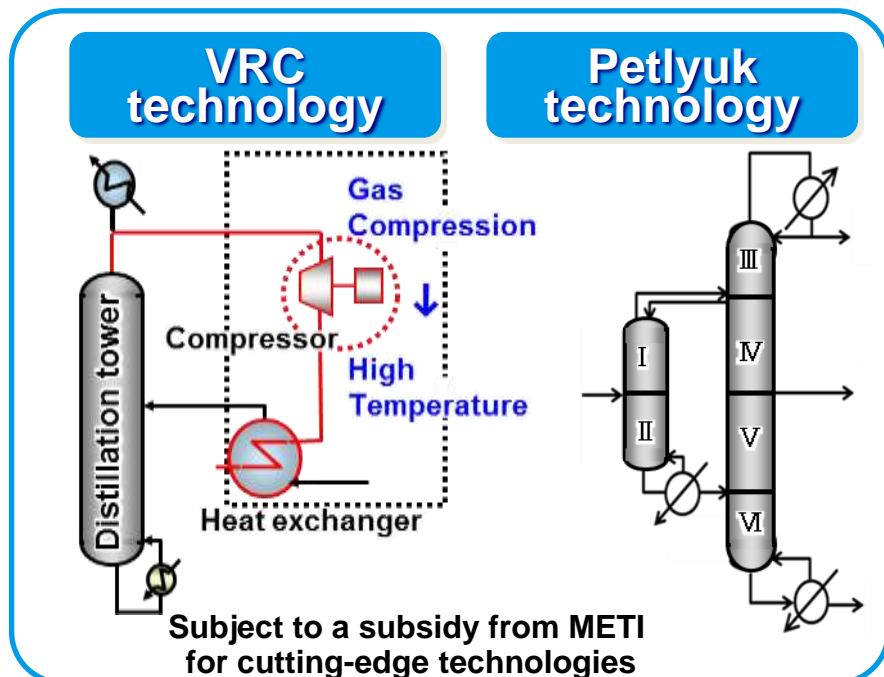 VRC
technology
Petlyuk
technology
Gas
Compression
Compressor
High
Temperature
Distillation tower
Heat exchanger
Ⅰ
Ⅱ
Ⅲ
Ⅳ
Ⅴ
Ⅵ
Subject to a subsidy from METI
for cutting-edge technologies